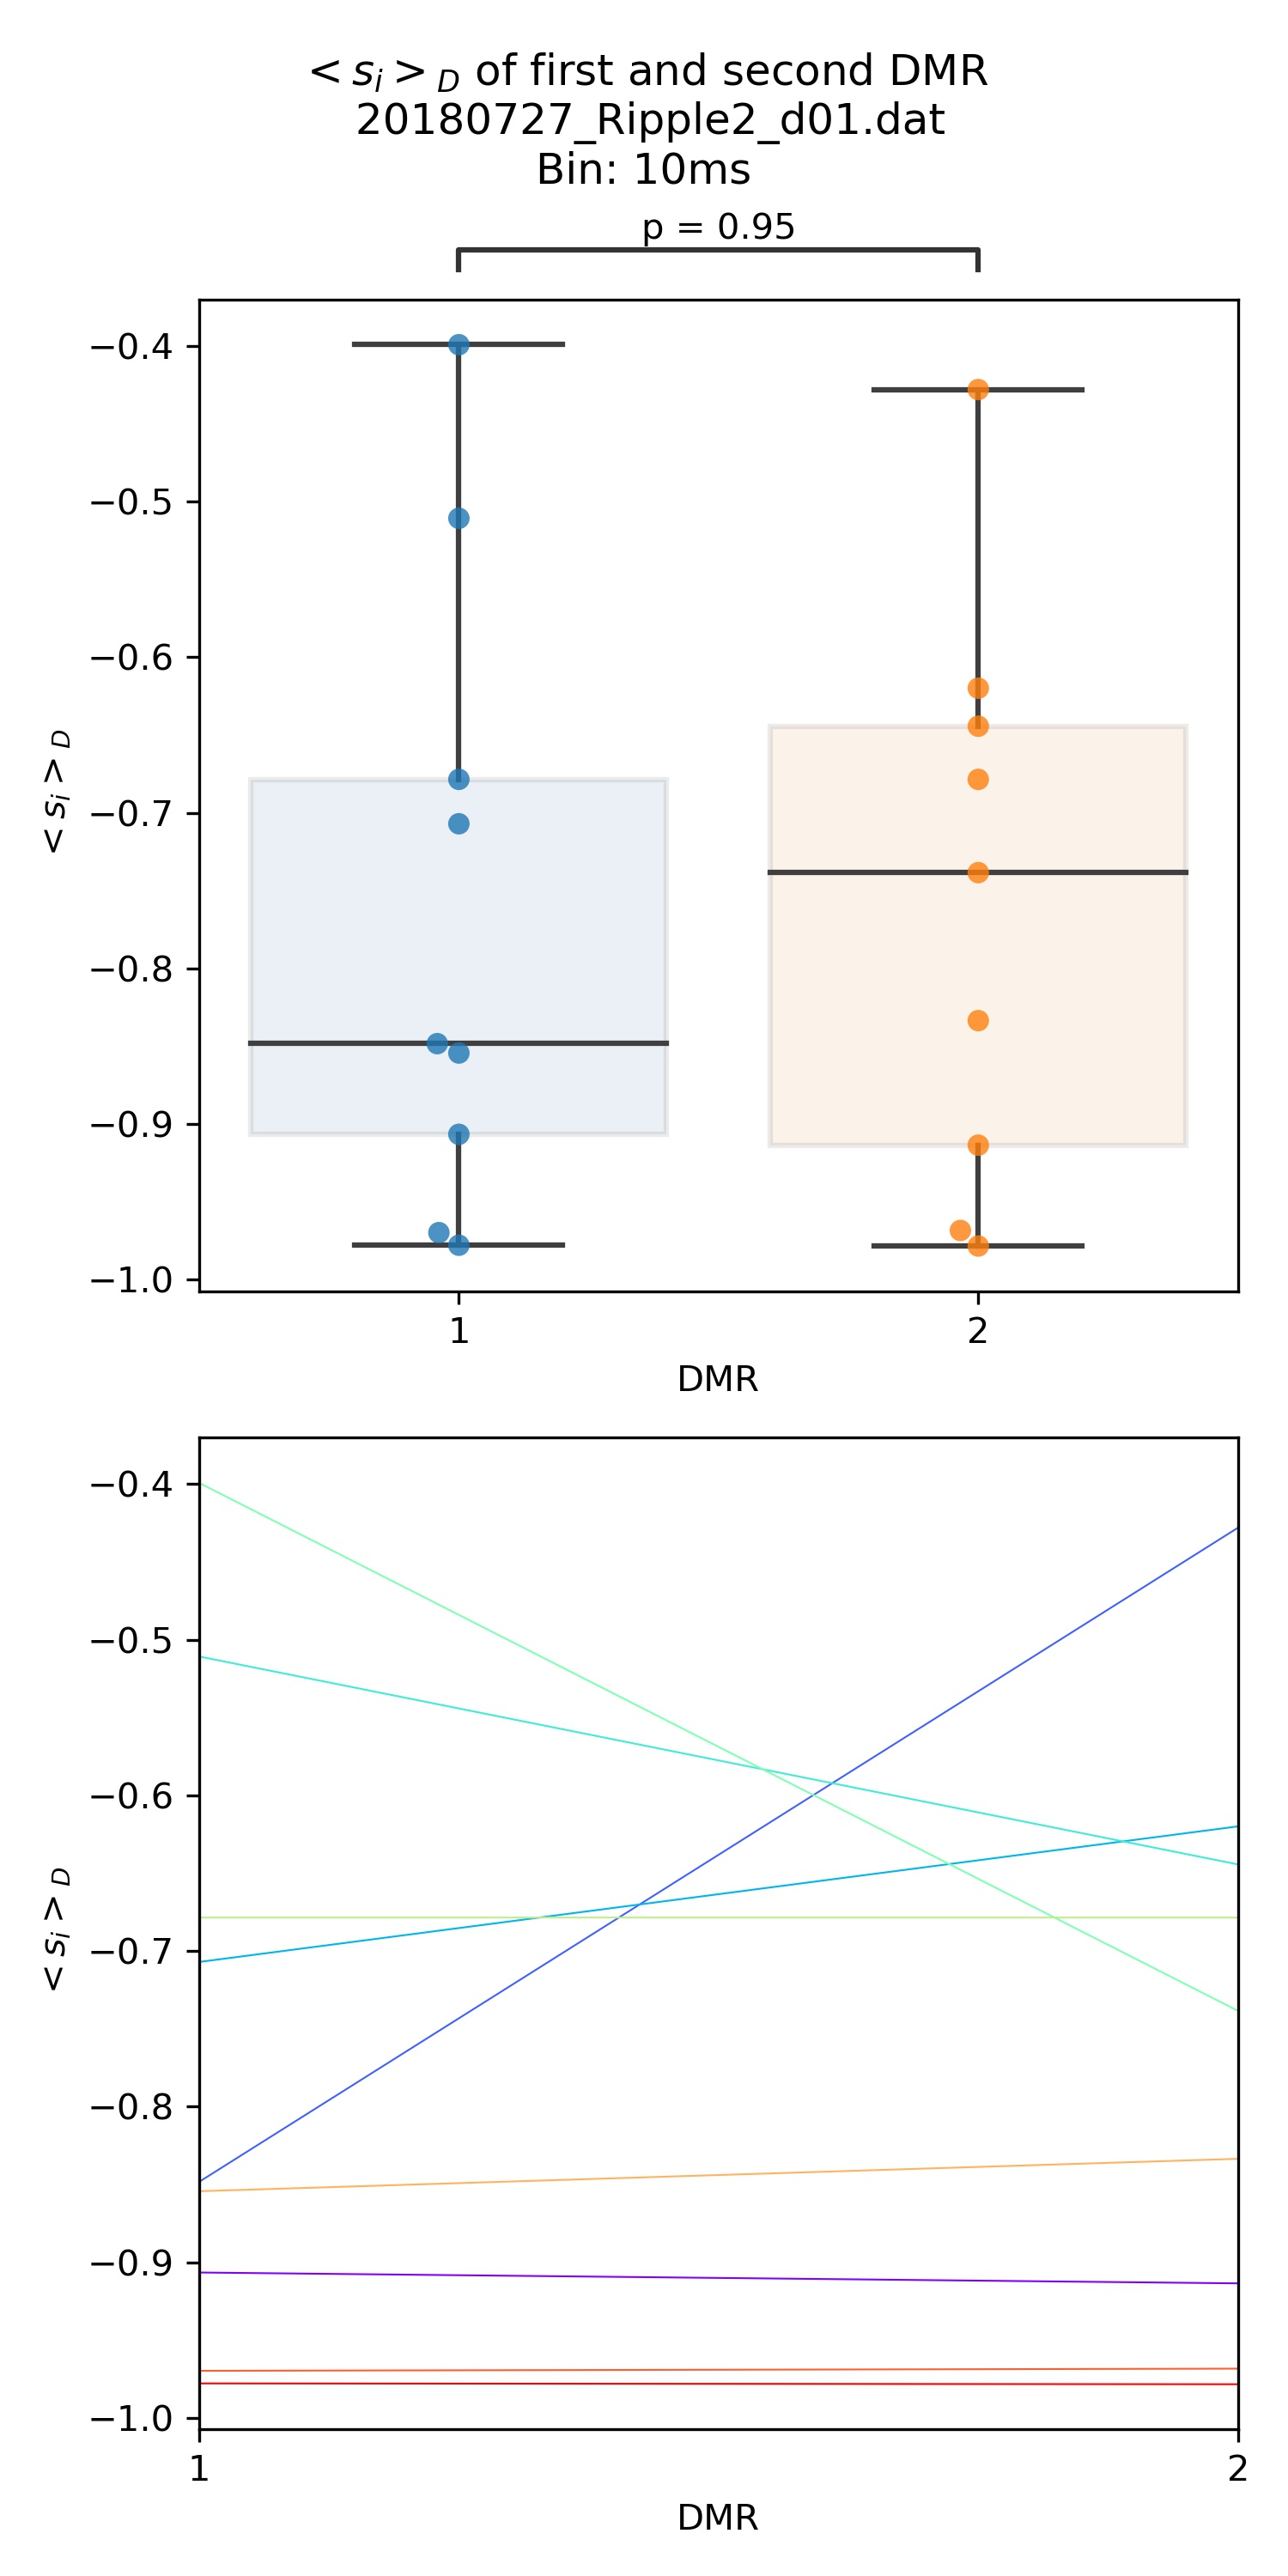 < s_i >_D of first and second DMR
20180727_Ripple2_d01.dat
Bin: 10ms
p = 0.95
−0.4
−0.5
−0.6
−0.7
−0.8
−0.9
−1.0
< s_i >_D
1 2
DMR
−0.4
−0.5
−0.6
−0.7
−0.8
−0.9
−1.0
< s_i >_D
1 2
DMR